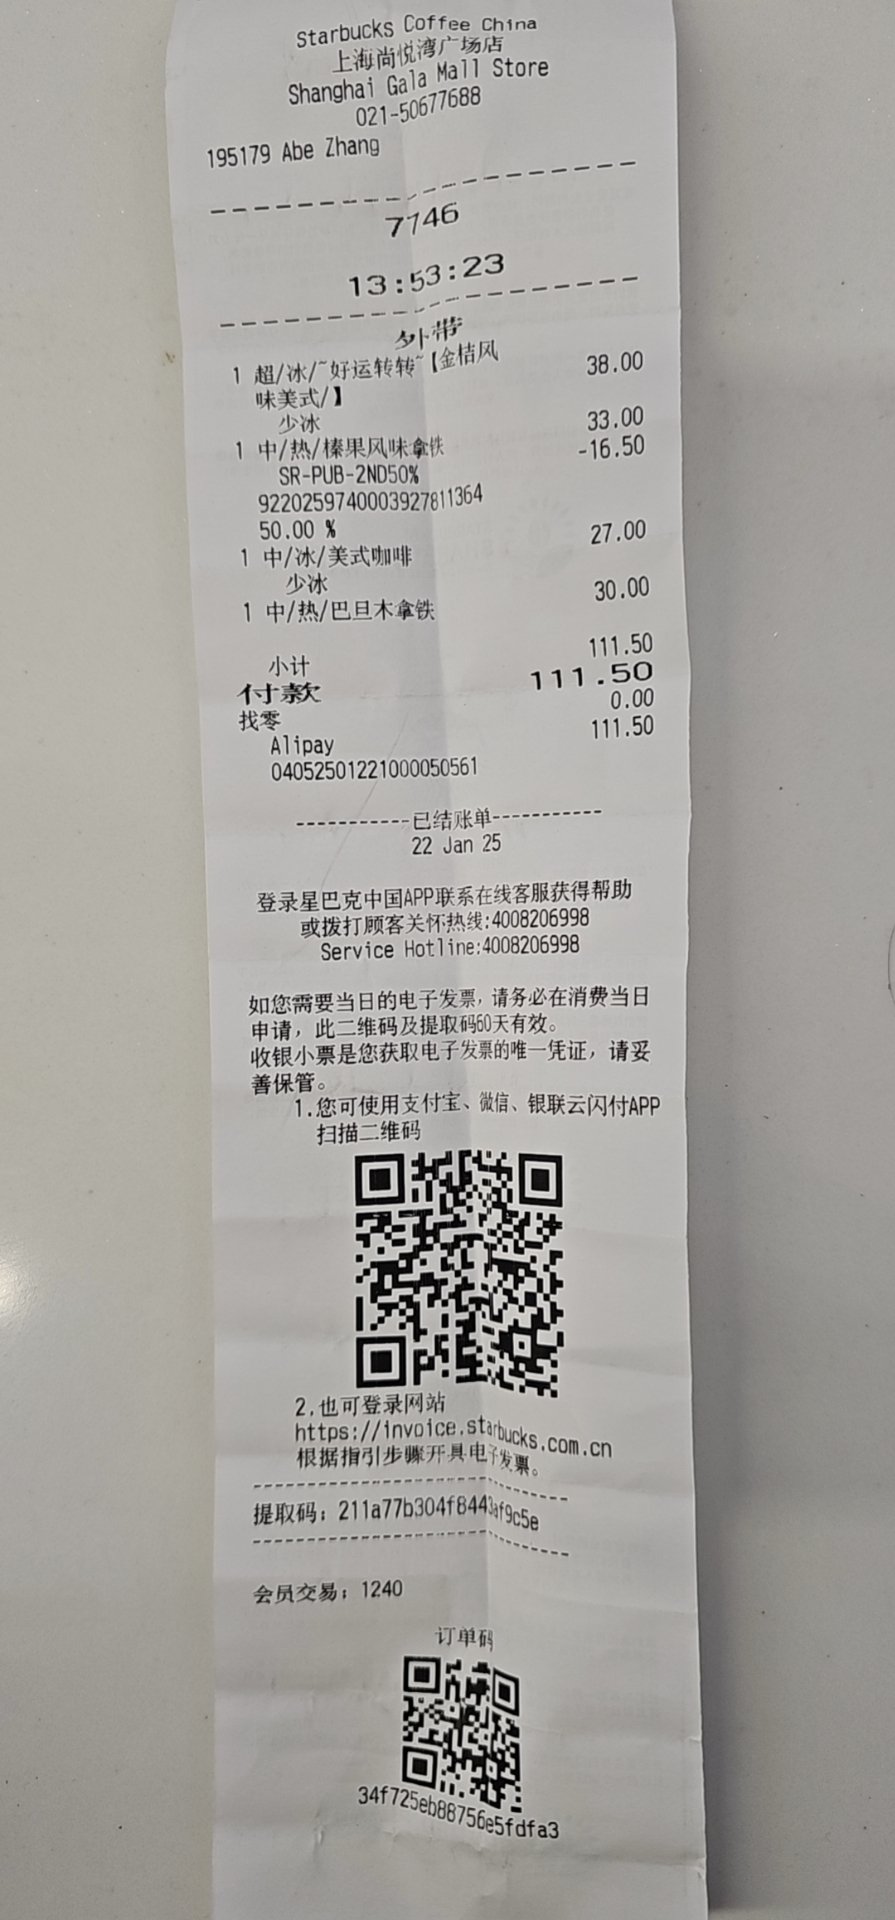 Starbucks Coffee China
上海尚悦湾广场店
Shanghai Gala Mall Store
021-50677688
195179 Abe Zhang
7146
13:53:23
外带
1 超/冰/~好运转转~【金桔风 38.00
味美式/】
少冰
1 中/热/榛果风味拿铁 33.00
SR-PUB-2ND50% -16.50
9220259740003927811364
50.00 %
1 中/冰/美式咖啡 27.00
少冰
1 中/热/巴旦木拿铁 30.00
小计 111.50
付款 111.50
找零 0.00
Alipay 111.50
04052501221000050561
-----------已结账单-----------
22 Jan 25
登录星巴克中国APP联系在线客服获得帮助
或拨打顾客关怀热线:4008206998
Service Hotline:4008206998
如您需要当日的电子发票,请务必在消费当日
申请，此二维码及提取码60天有效。
收银小票是您获取电子发票的唯一凭证，请妥
善保管。
1.您可使用支付宝、微信、银联云闪付APP
扫描二维码
2.也可登录网站
https://invoice.starbucks.com.cn
根据指引步骤开具电子发票。
提取码：211a77b304f8443af9c5e
会员交易：1240
订单码
34f725eb88756e5fdfa3